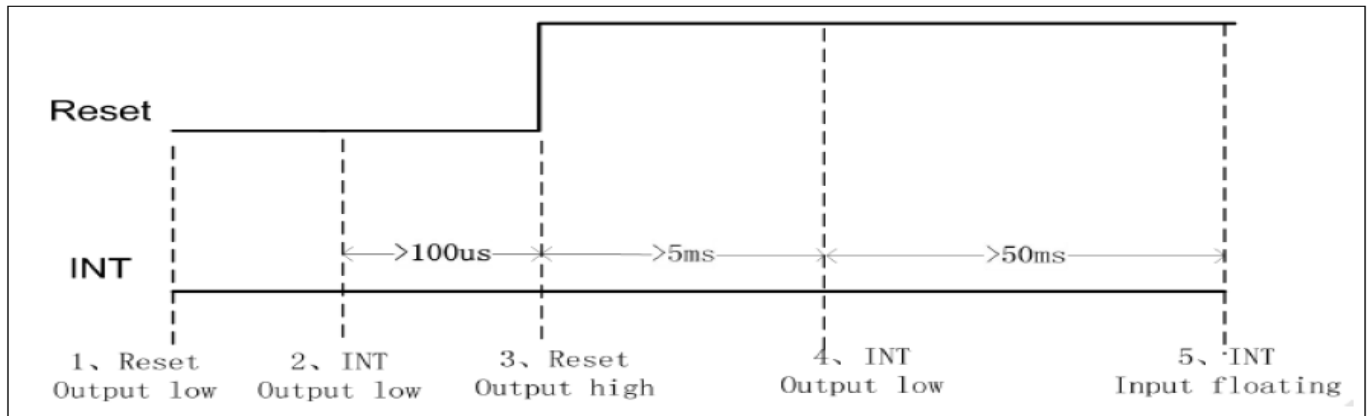 Reset
>100us
>5ms
>50ms
INT
1、Reset
Output low
2、INT
Output low
3、Reset
Output high
4、INT
Output low
5、INT
Input floating